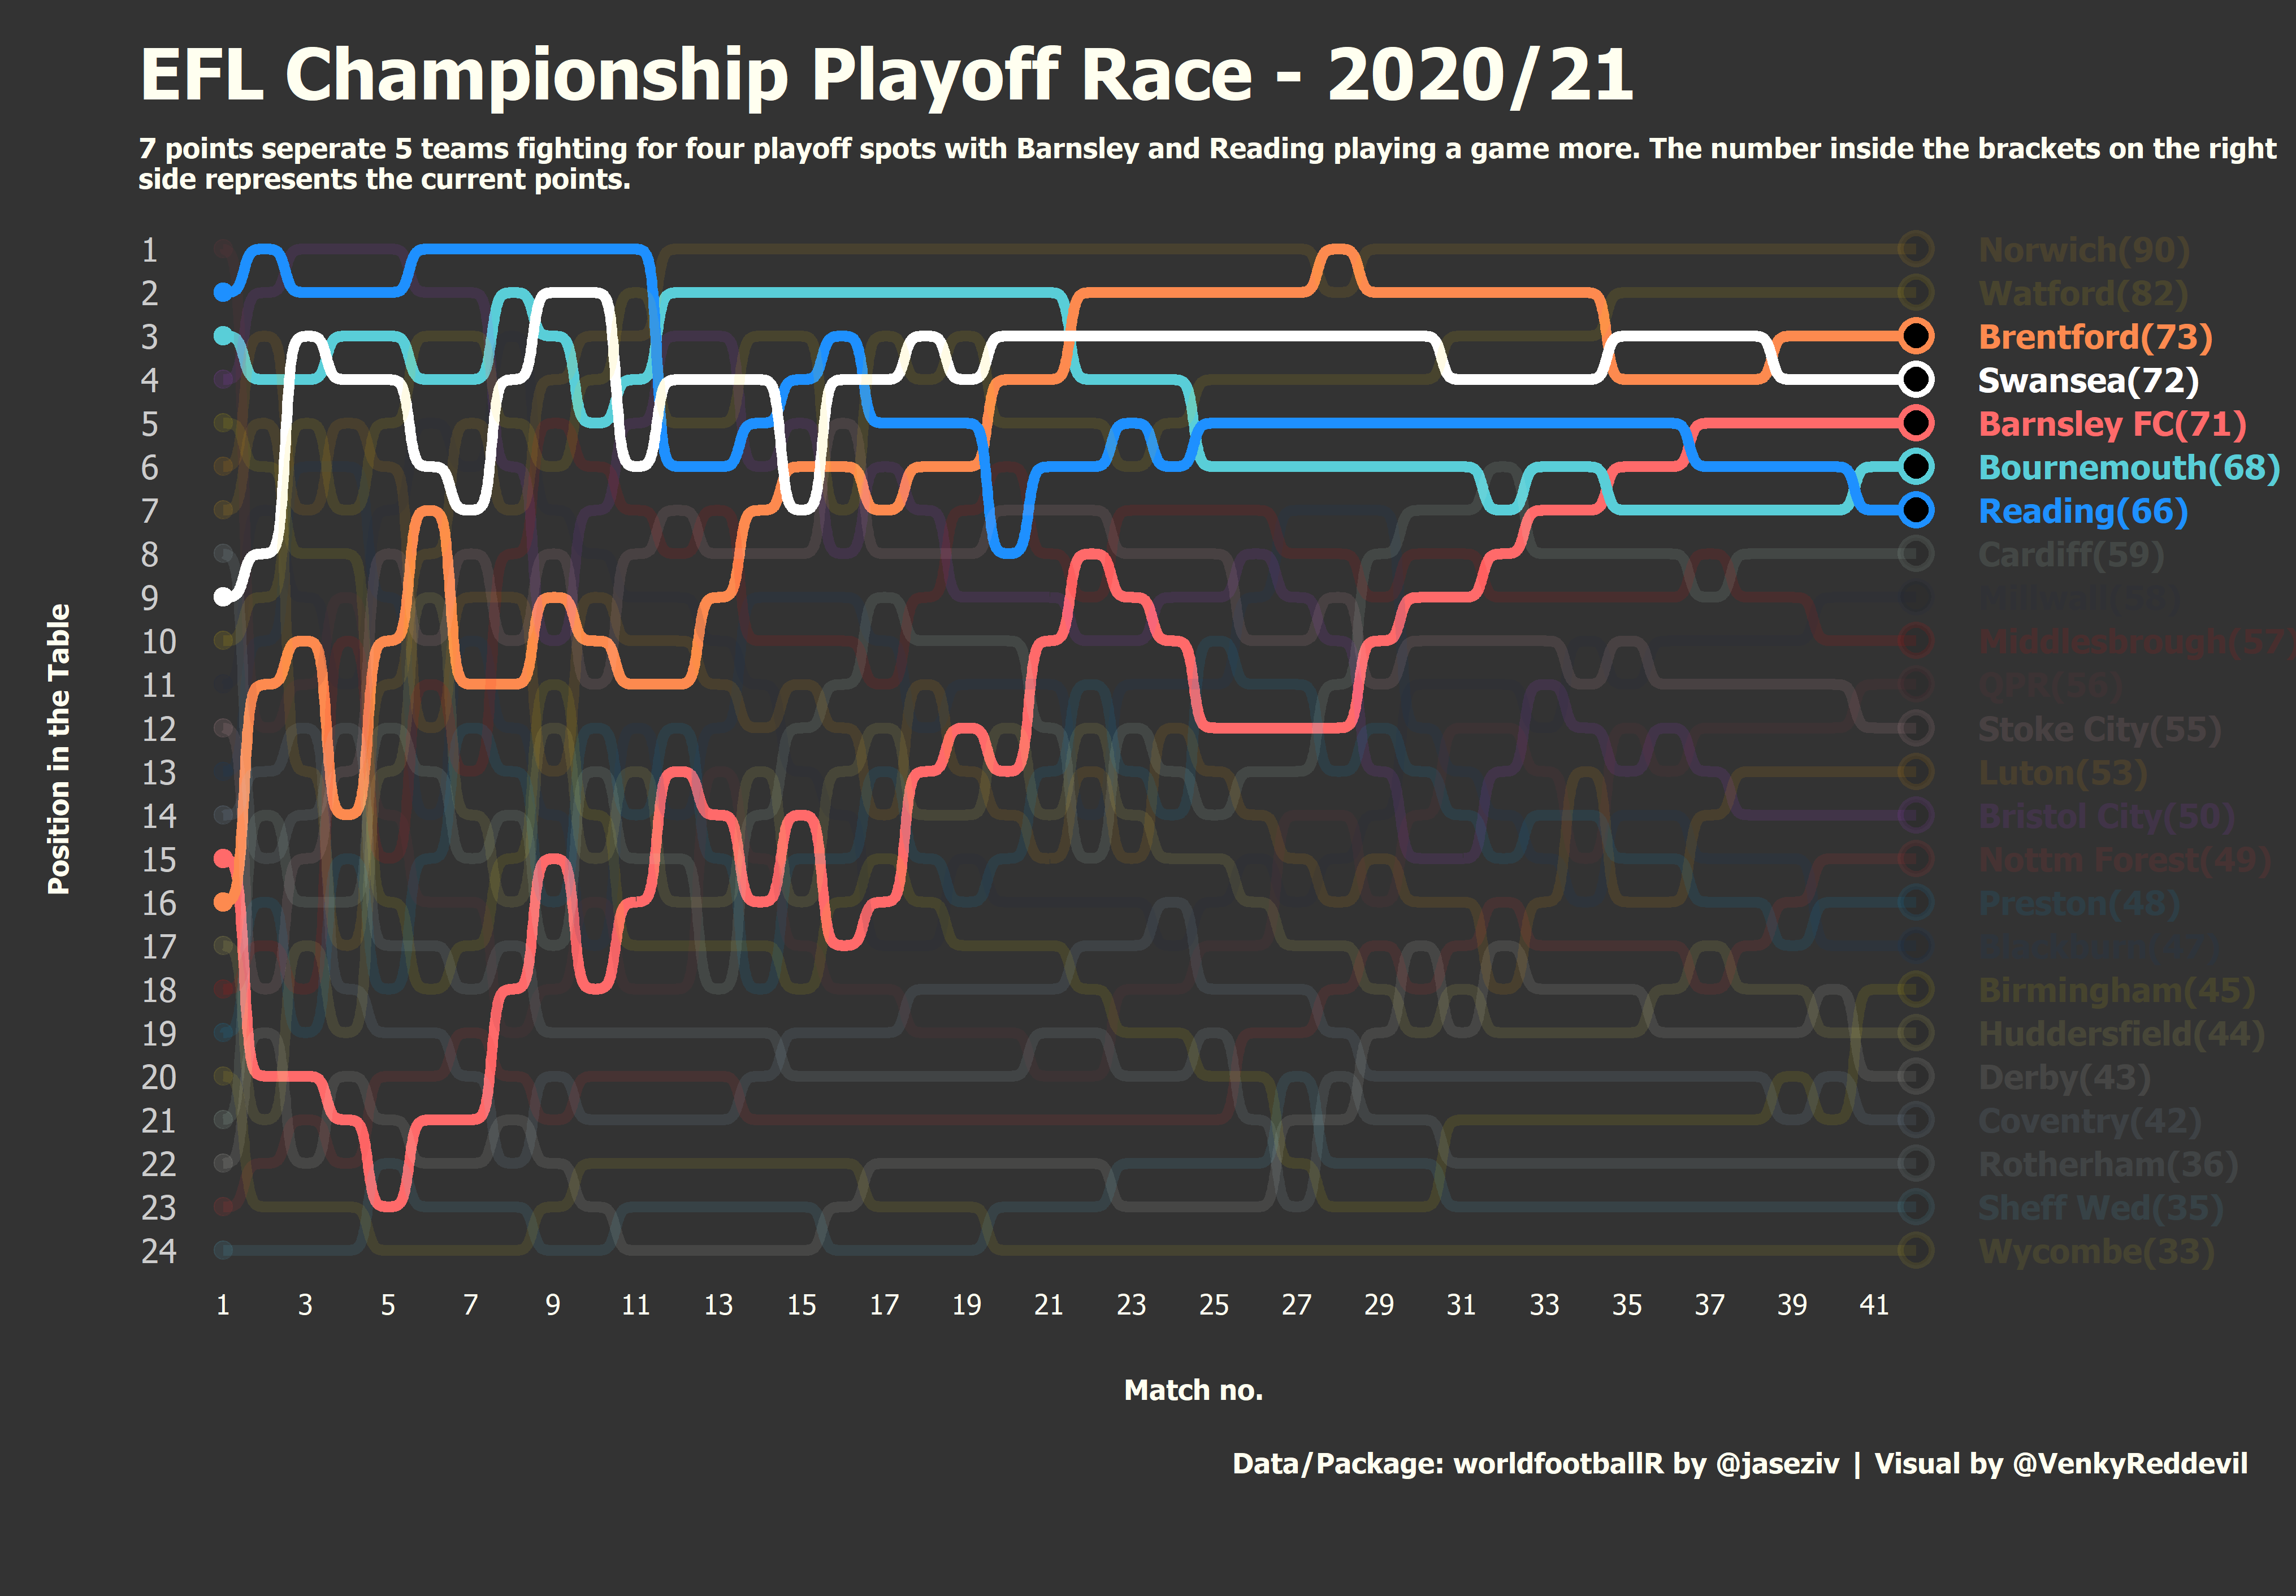 EFL Championship Playoff Race - 2020/21
7 points seperate 5 teams fighting for four playoff spots with Barnsley and Reading playing a game more. The number inside the brackets on the right
side represents the current points.
Position in the Table
1
2
3
4
5
6
7
8
9
10
11
12
13
14
15
16
17
18
19
20
21
22
23
24
Norwich(90)
Watford(82)
Brentford(73)
Swansea(72)
Barnsley FC(71)
Bournemouth(68)
Reading(66)
Cardiff(59)
Millwall(58)
Middlesbrough(57)
QPR(56)
Stoke City(55)
Luton(53)
Bristol City(50)
Nottm Forest(49)
Preston(48)
Birmingham(45)
Huddersfield(44)
Derby(43)
Coventry(42)
Rotherham(36)
Sheff Wed(35)
Wycombe(33)
1 3 5 7 9 11 13 15 17 19 21 23 25 27 29 31 33 35 37 39 41
Match no.
Data/Package: worldfootballR by @jaseziv | Visual by @VenkyReddevil